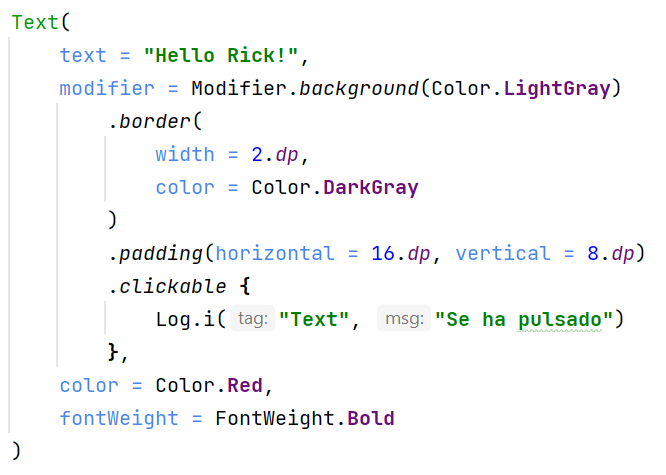 Text(
    text = "Hello Rick!",
    modifier = Modifier.background(Color.LightGray)
        .border(
            width = 2.dp,
            color = Color.DarkGray
        )
        .padding(horizontal = 16.dp, vertical = 8.dp)
        .clickable {
            Log.i( tag: "Text", msg: "Se ha pulsado")
        },
    color = Color.Red,
    fontWeight = FontWeight.Bold
)